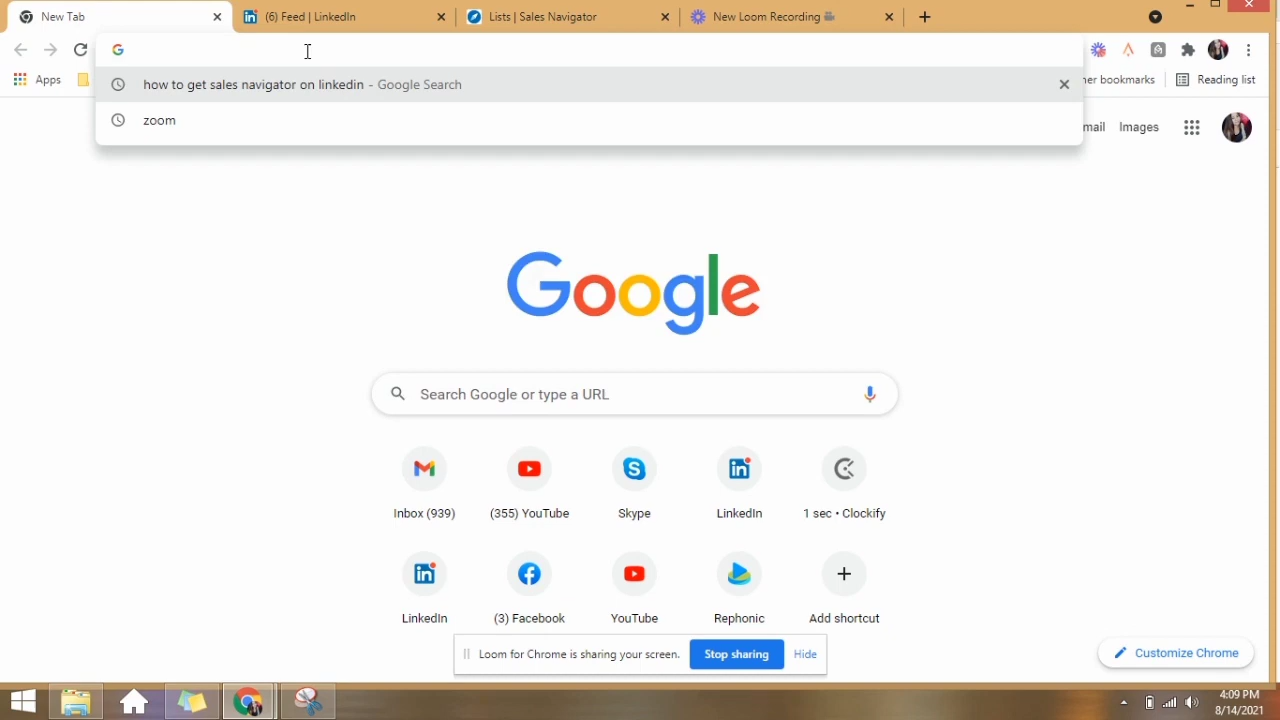 New Tab
(6) Feed | LinkedIn
Lists | Sales Navigator
New Loom Recording
how to get sales navigator on linkedin - Google Search
zoom
Apps
her bookmarks
Reading list
mail
Images
Google
Search Google or type a URL
Inbox (939)
(355) YouTube
Skype
LinkedIn
1 sec • Clockify
LinkedIn
(3) Facebook
YouTube
Rephonic
Add shortcut
Loom for Chrome is sharing your screen.
Stop sharing
Hide
Customize Chrome
4:09 PM
8/14/2021